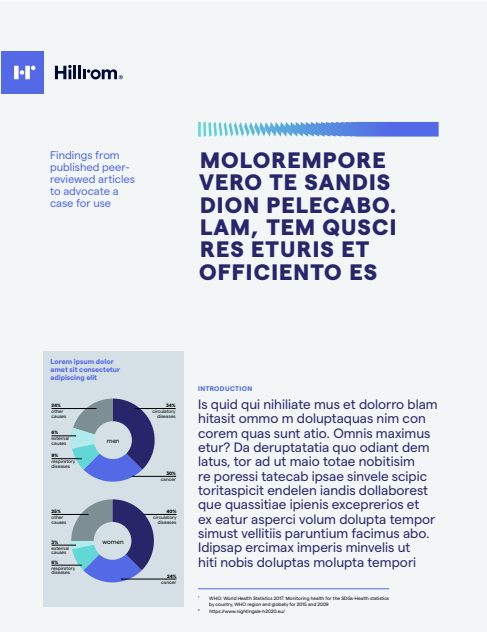 Hillrom®
Findings from
published peer-
reviewed articles
to advocate a
case for use
MOLOREMPORE
VERO TE SANDIS
DION PELECABO.
LAM, TEM QUSCI
RES ETURIS ET
OFFICIENTO ES
Lorem ipsum dolor
amet sit consectetur
adipiscing elit
24%
other
causes
6%
external
causes
8%
respiratory
diseases
men
34%
circulatory
diseases
30%
cancer
25%
other
causes
3%
external
causes
8%
respiratory
diseases
women
40%
circulatory
diseases
24%
cancer
INTRODUCTION
Is quid qui nihiliate mus et dolorro blam
hitasit ommo m doluptaquas nim con
corem quas sunt atio. Omnis maximus
etur? Da deruptatatia quo odiant dem
latus, tor ad ut maio totae nobitisim
re poressi tatecab ipsae sinvele scipic
toritaspicit endelen iandis dollaborest
que quassitiae ipienis exceprerios et
ex eatur asperci volum dolupta tempor
simust vellitiis paruntium facimus abo.
Idipsap ercimax imperis minvelis ut
hiti nobis doluptas molupta tempori
WHO: World Health Statistics 2017: Monitoring health for the SDGs-Health statistics
by country, WHO region and globally for 2015 and 2009
https://www.nightingale-h2020.eu/